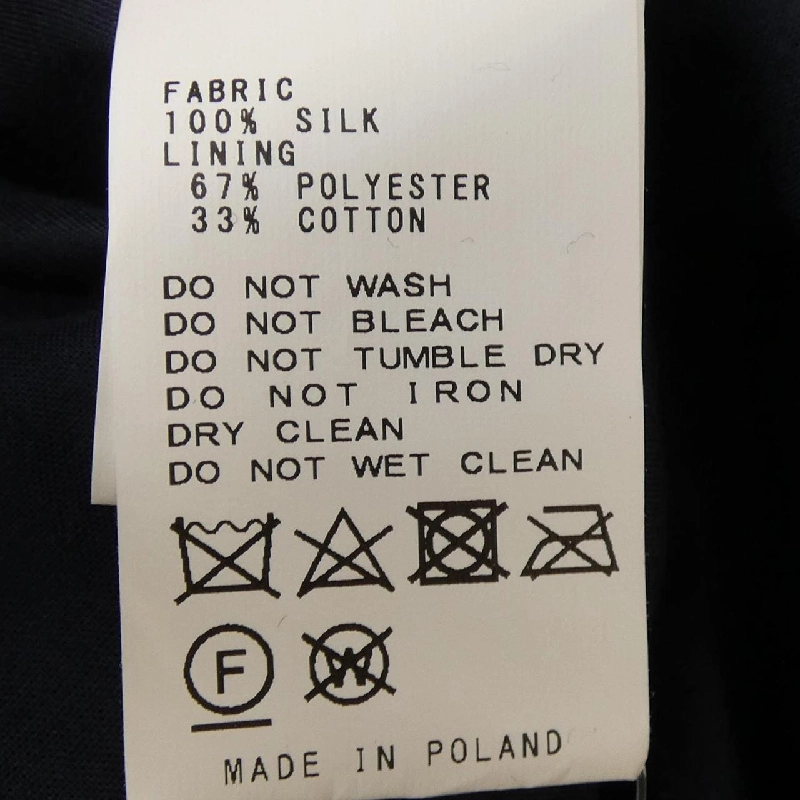 FABRIC
100% SILK
LINING
67% POLYESTER
33% COTTON
DO NOT WASH
DO NOT BLEACH
DO NOT TUMBLE DRY
DO NOT IRON
DRY CLEAN
DO NOT WET CLEAN
F W
MADE IN POLAND